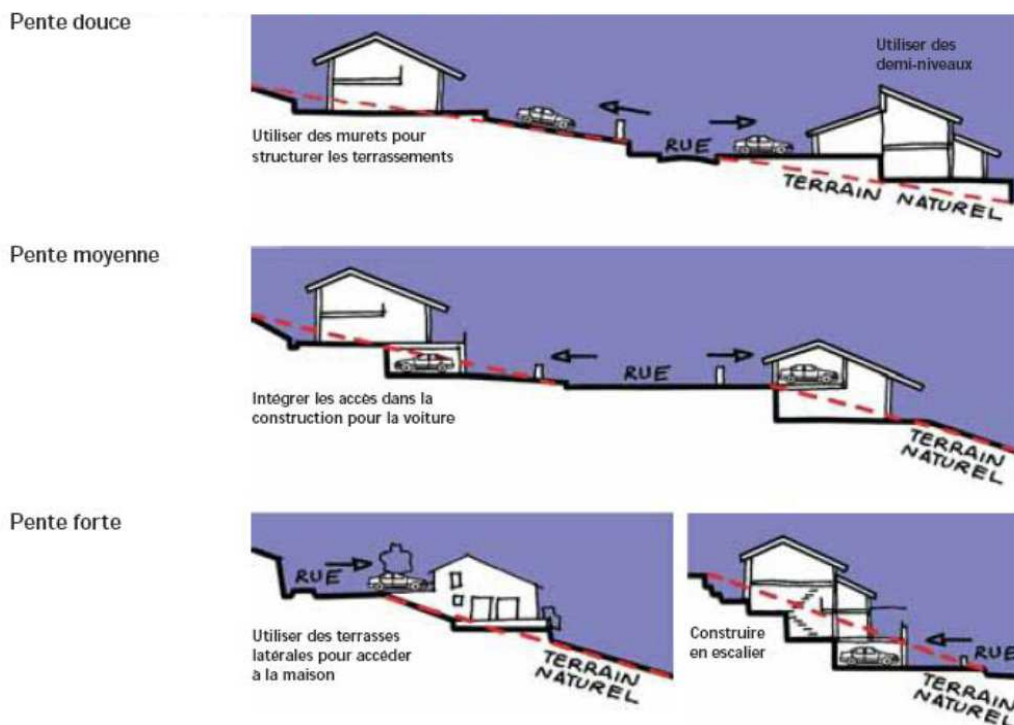 Pente douce
Utiliser des
demi-niveaux
Utiliser des murets pour
structurer les terrassements
RUE
TERRAIN NATUREL
Pente moyenne
RUE
Intégrer les accès dans la
construction pour la voiture
TERRAIN
NATUREL
Pente forte
RUE
Utiliser des terrasses
latérales pour accéder
à la maison
TERRAIN
NATUREL
Construire
en escalier
RUE
TERRAIN
NATUREL